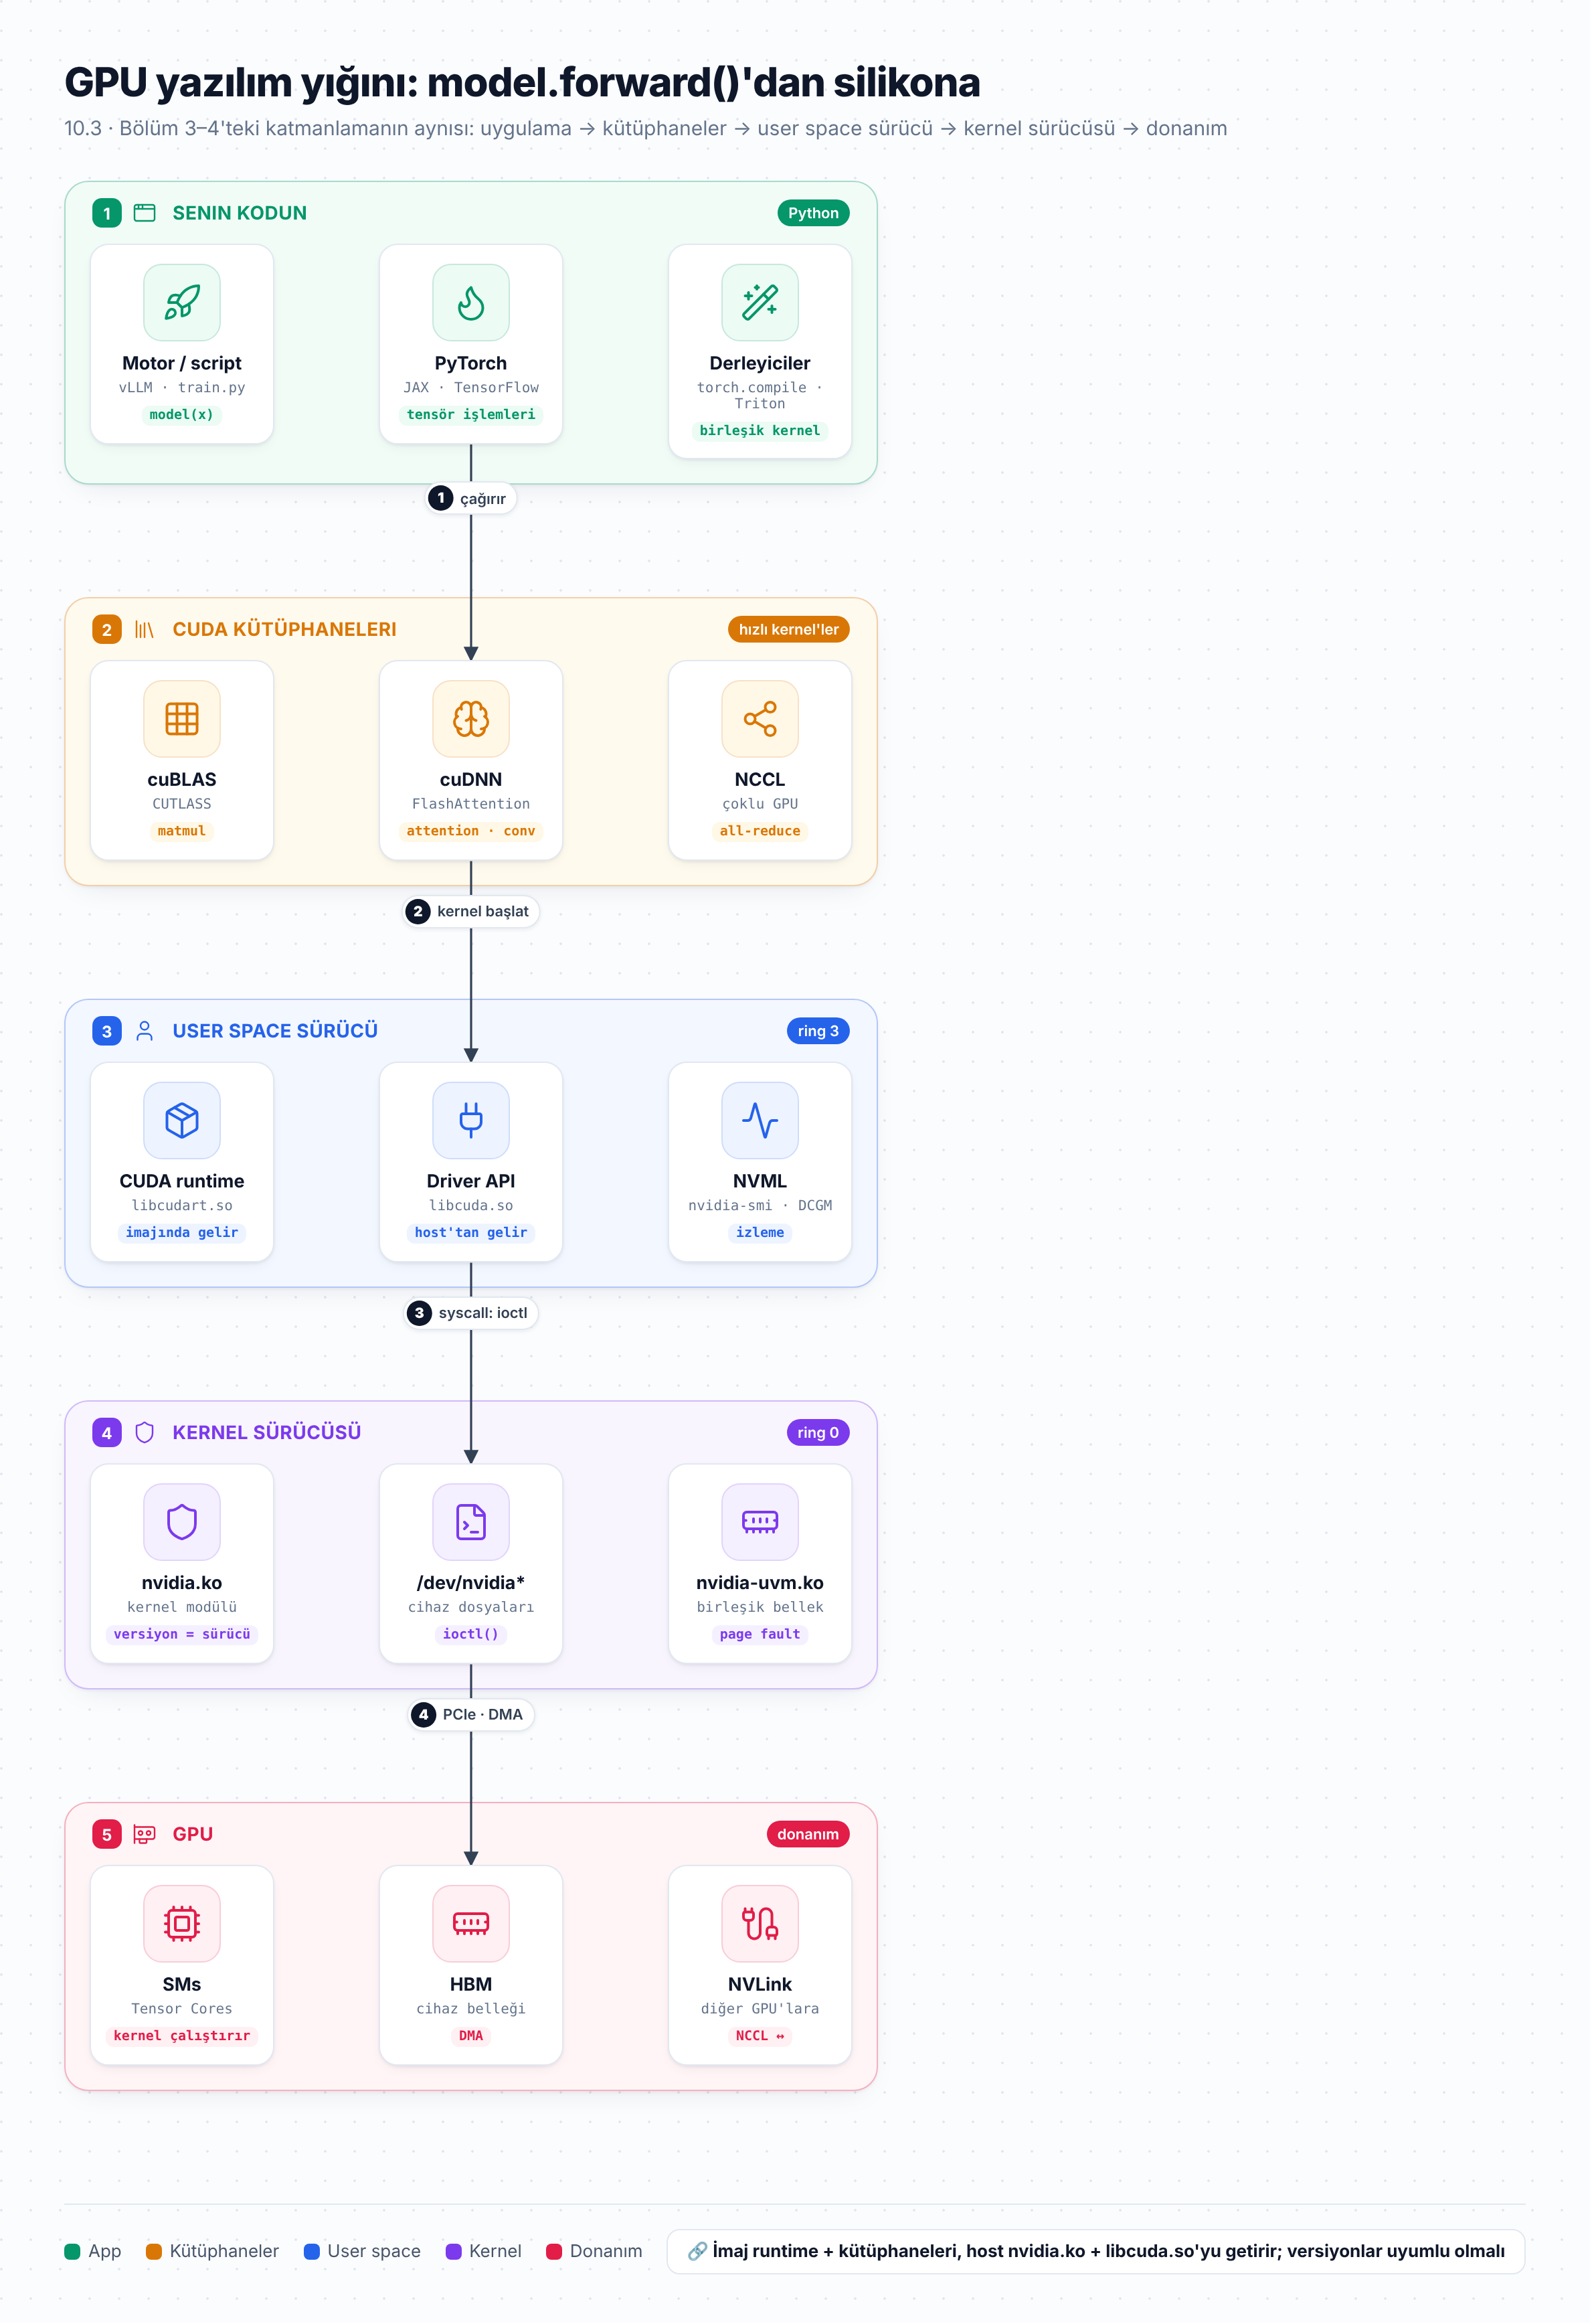 GPU yazılım yığını: model.forward()'dan silikona
10.3 · Bölüm 3–4'teki katmanlamanın aynısı: uygulama → kütüphaneler → user space sürücü → kernel sürücüsü → donanım
1 SENIN KODUN Python
Motor / script
vLLM · train.py
model(x)
PyTorch
JAX · TensorFlow
tensör işlemleri
Derleyiciler
torch.compile ·
Triton
birleşik kernel
1 çağırır
2 CUDA KÜTÜPHANELERI hızlı kernel'ler
cuBLAS
CUTLASS
matmul
cuDNN
FlashAttention
attention · conv
NCCL
çoklu GPU
all-reduce
2 kernel başlat
3 USER SPACE SÜRÜCÜ ring 3
CUDA runtime
libcudart.so
imajında gelir
Driver API
libcuda.so
host'tan gelir
NVML
nvidia-smi · DCGM
izleme
3 syscall: ioctl
4 KERNEL SÜRÜCÜSÜ ring 0
nvidia.ko
kernel modülü
versiyon = sürücü
/dev/nvidia*
cihaz dosyaları
ioctl()
nvidia-uvm.ko
birleşik bellek
page fault
4 PCIe · DMA
5 GPU donanım
SMs
Tensor Cores
kernel çalıştırır
HBM
cihaz belleği
DMA
NVLink
diğer GPU'lara
NCCL ↔
App Kütüphaneler User space Kernel Donanım
🔗 İmaj runtime + kütüphaneleri, host nvidia.ko + libcuda.so'yu getirir; versiyonlar uyumlu olmalı